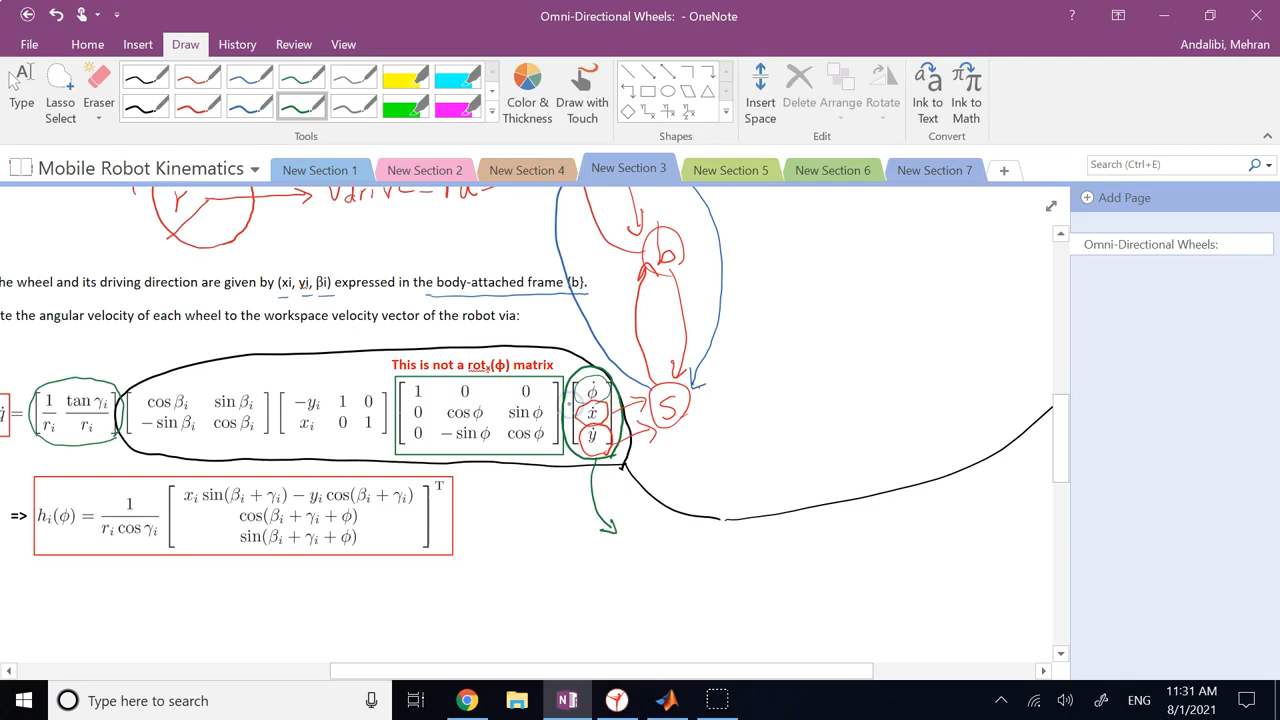 Omni-Directional Wheels: - OneNote
Andalibi, Mehran
File Home Insert Draw History Review View
Type
Lasso Select
Eraser
Color & Thickness
Draw with Touch
Insert Space
Delete
Arrange
Rotate
Ink to Text
Ink to Math
Tools
Shapes
Edit
Convert
Mobile Robot Kinematics
New Section 1
New Section 2
New Section 4
New Section 3
New Section 5
New Section 6
New Section 7
Search (Ctrl+E)
Add Page
Omni-Directional Wheels:
r
b
he wheel and its driving direction are given by (xi, yi, βi) expressed in the body-attached frame {b}.
te the angular velocity of each wheel to the workspace velocity vector of the robot via:
This is not a rotz(ϕ) matrix
q̇ = [1/rᵢ tan γᵢ/rᵢ] [cos βᵢ sin βᵢ; − sin βᵢ cos βᵢ] [−yᵢ 1 0; xᵢ 0 1] [1 0 0; 0 cos ϕ sin ϕ; 0 − sin ϕ cos ϕ] [ϕ̇; ẋ; ẏ]
S
=> hᵢ(ϕ) = 1/(rᵢ cos γᵢ) [xᵢ sin(βᵢ + γᵢ) − yᵢ cos(βᵢ + γᵢ); cos(βᵢ + γᵢ + ϕ); sin(βᵢ + γᵢ + ϕ)]ᵀ
Type here to search
ENG
11:31 AM
8/1/2021